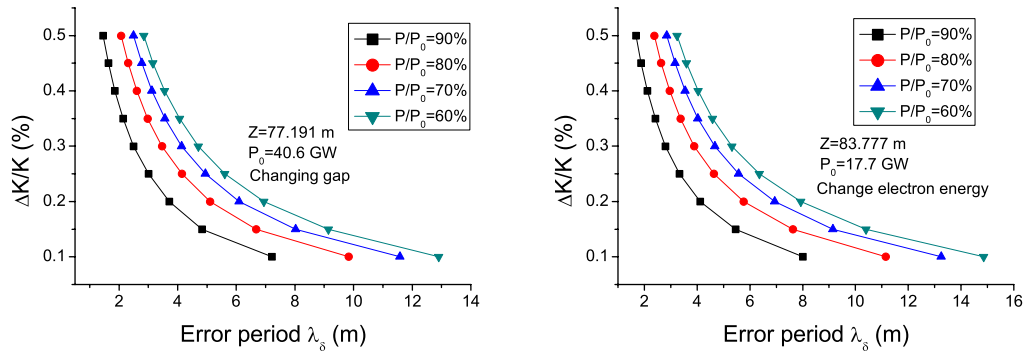 P/P₀=90%
P/P₀=80%
P/P₀=70%
P/P₀=60%
Z=77.191 m
P₀=40.6 GW
Changing gap
ΔK/K (%)
0.5
0.4
0.3
0.2
0.1
2 4 6 8 10 12 14
Error period λ_δ (m)
P/P₀=90%
P/P₀=80%
P/P₀=70%
P/P₀=60%
Z=83.777 m
P₀=17.7 GW
Change electron energy
ΔK/K (%)
0.5
0.4
0.3
0.2
0.1
2 4 6 8 10 12 14 16
Error period λ_δ (m)